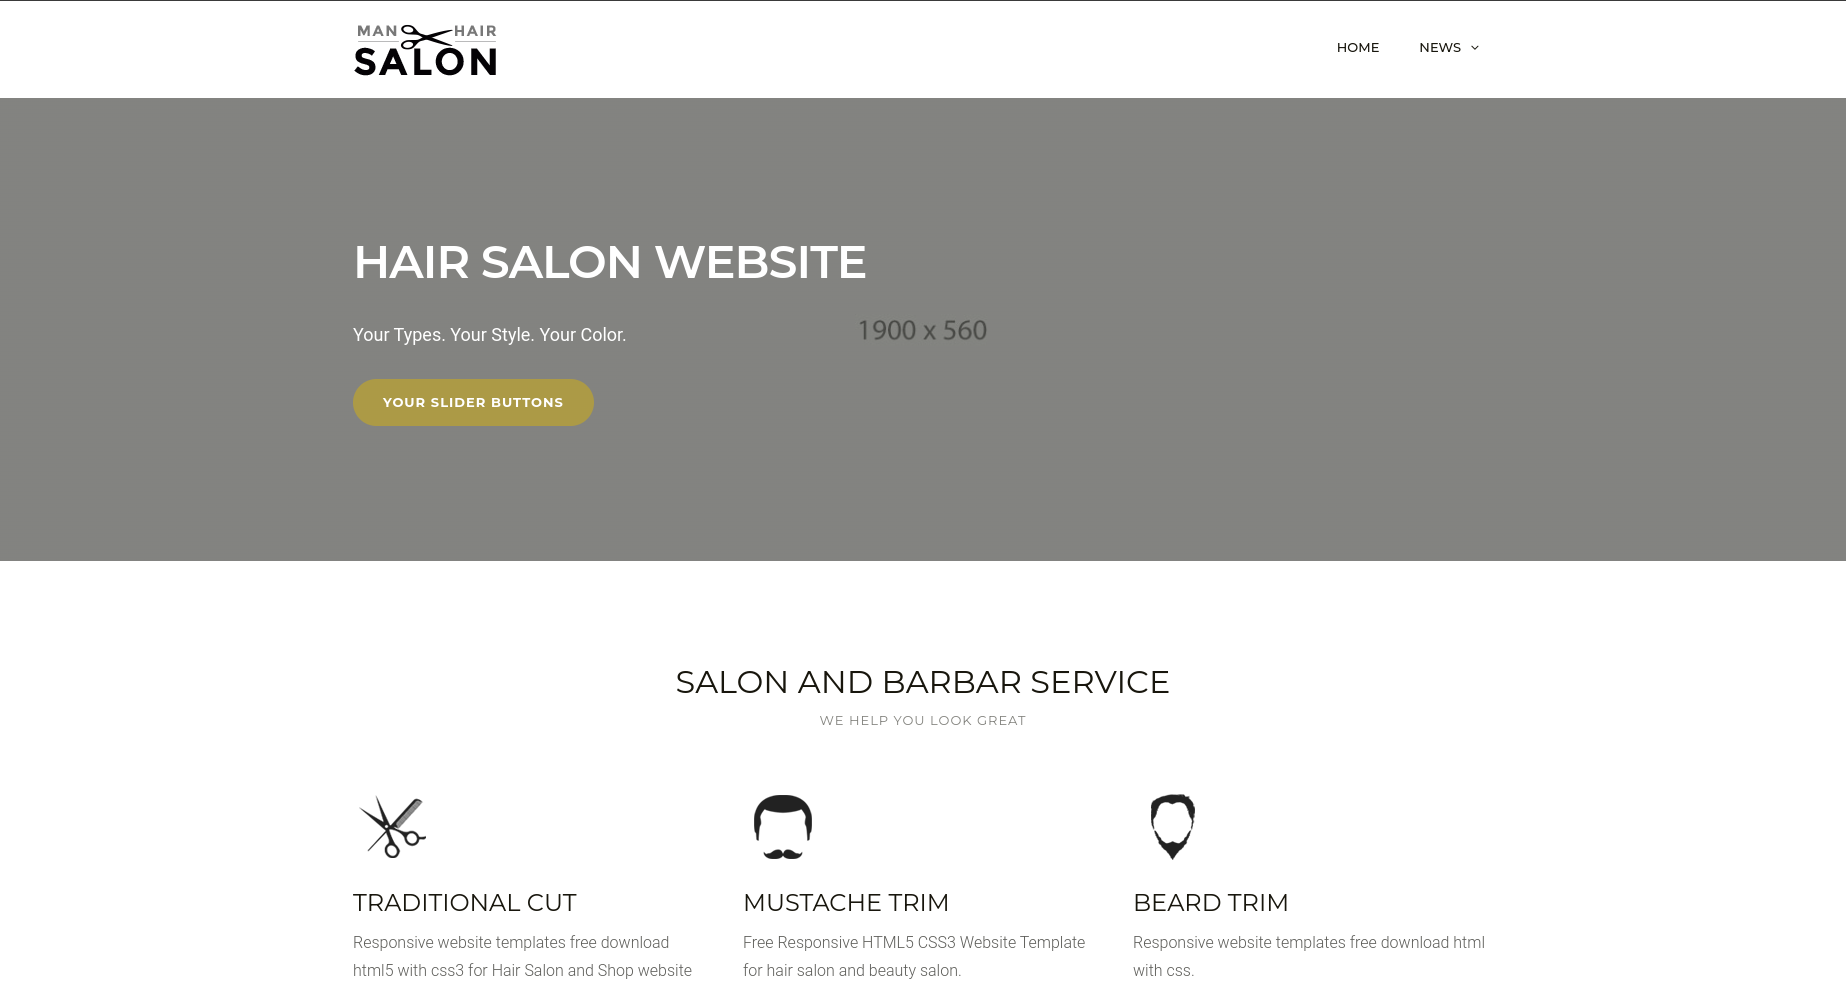 MAN HAIR
SALON
HOME
NEWS
HAIR SALON WEBSITE
Your Types. Your Style. Your Color.
1900 x 560
YOUR SLIDER BUTTONS
SALON AND BARBAR SERVICE
WE HELP YOU LOOK GREAT
TRADITIONAL CUT
Responsive website templates free download
html5 with css3 for Hair Salon and Shop website
MUSTACHE TRIM
Free Responsive HTML5 CSS3 Website Template
for hair salon and beauty salon.
BEARD TRIM
Responsive website templates free download html
with css.